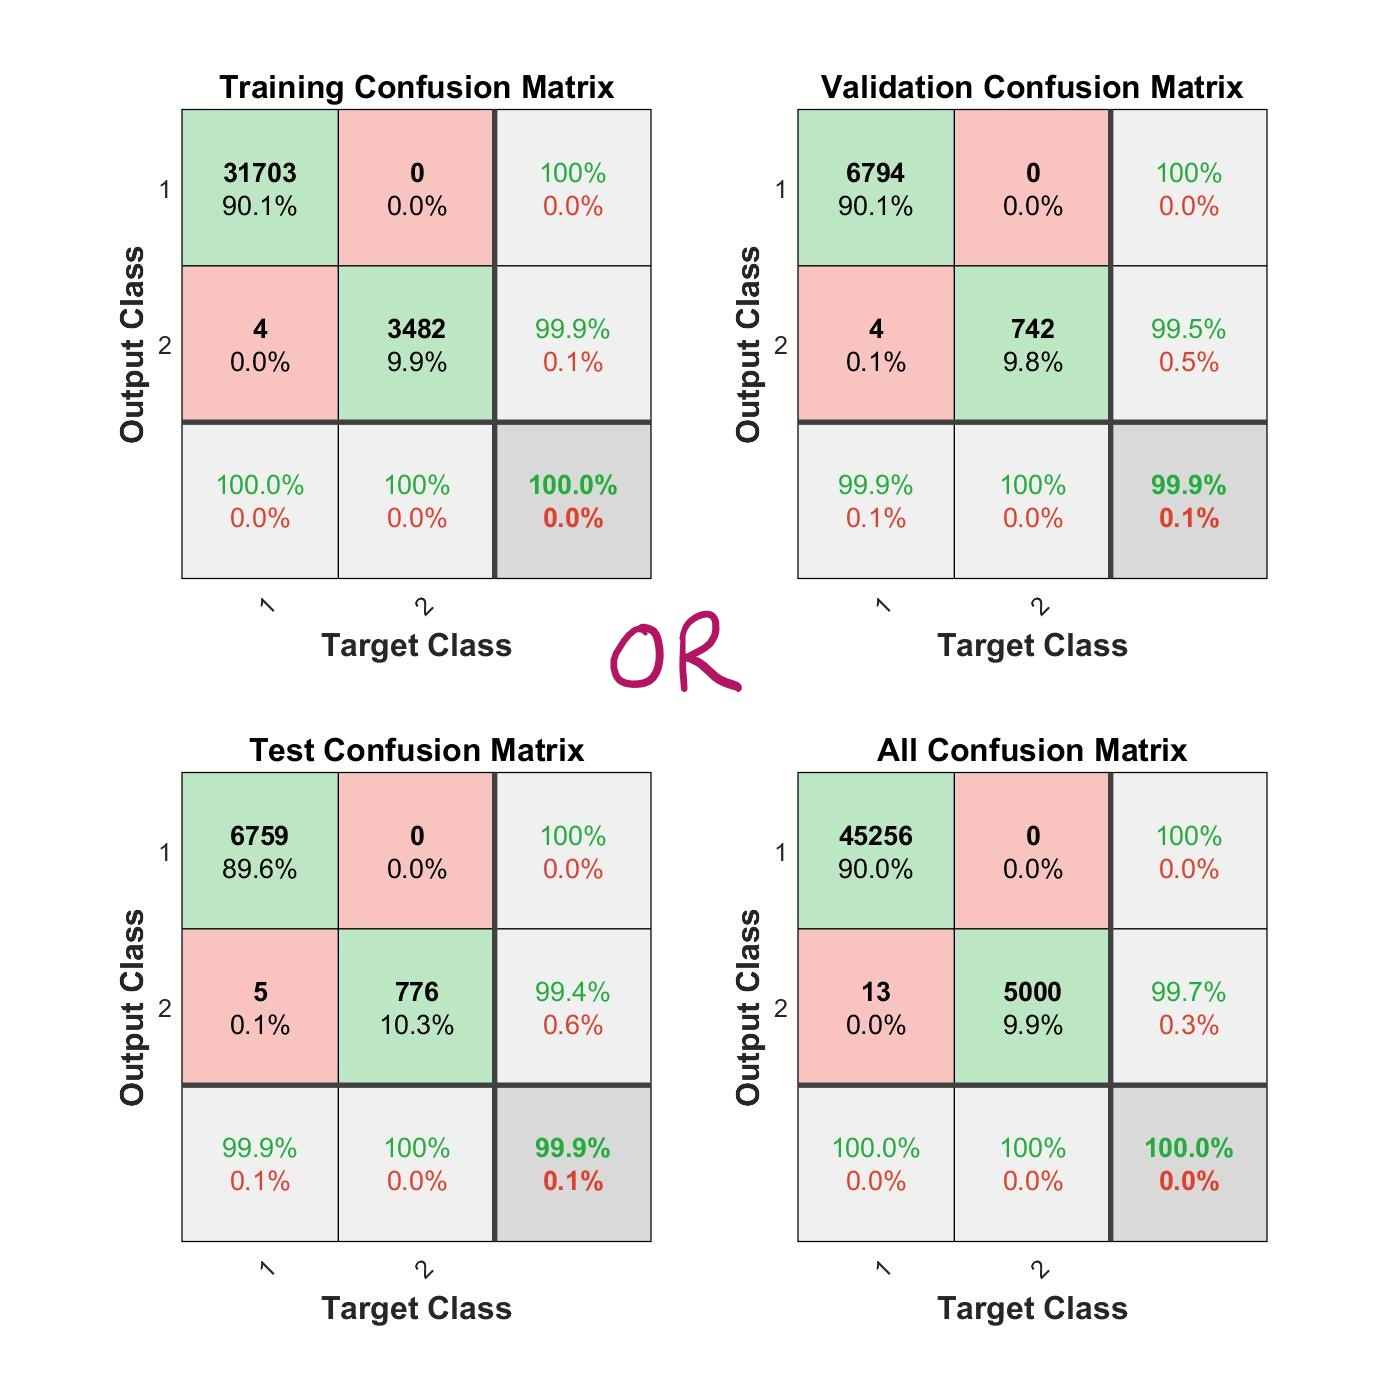 Training Confusion Matrix
31703 0 100%
90.1% 0.0% 0.0%
1
4 3482 99.9%
0.0% 9.9% 0.1%
2
100.0% 100% 100.0%
0.0% 0.0% 0.0%
Output Class
1 2
Target Class
Validation Confusion Matrix
6794 0 100%
90.1% 0.0% 0.0%
1
4 742 99.5%
0.1% 9.8% 0.5%
2
99.9% 100% 99.9%
0.1% 0.0% 0.1%
Output Class
1 2
Target Class
OR
Test Confusion Matrix
6759 0 100%
89.6% 0.0% 0.0%
1
5 776 99.4%
0.1% 10.3% 0.6%
2
99.9% 100% 99.9%
0.1% 0.0% 0.1%
Output Class
1 2
Target Class
All Confusion Matrix
45256 0 100%
90.0% 0.0% 0.0%
1
13 5000 99.7%
0.0% 9.9% 0.3%
2
100.0% 100% 100.0%
0.0% 0.0% 0.0%
Output Class
1 2
Target Class